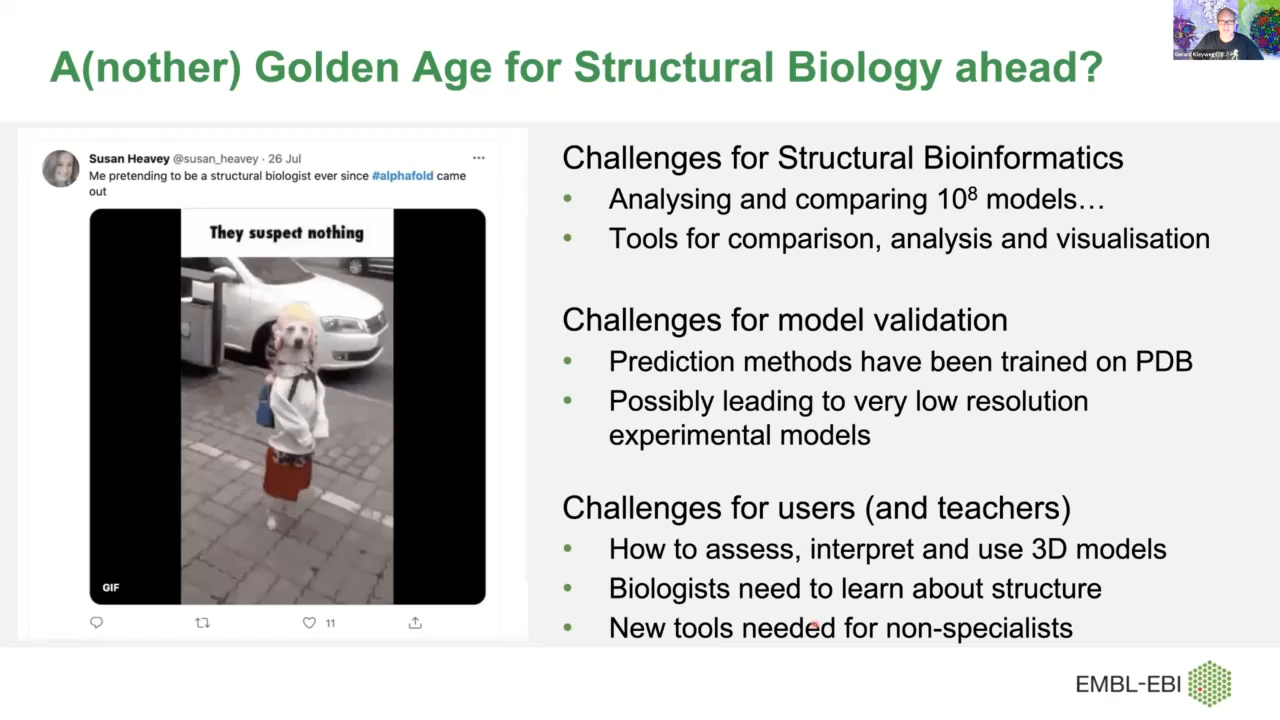 A(nother) Golden Age for Structural Biology ahead?
Susan Heavey @susan_heavey · 26 Jul
Me pretending to be a structural biologist ever since #alphafold came
out
They suspect nothing
GIF
11
Challenges for Structural Bioinformatics
• Analysing and comparing 10⁸ models…
• Tools for comparison, analysis and visualisation
Challenges for model validation
• Prediction methods have been trained on PDB
• Possibly leading to very low resolution
experimental models
Challenges for users (and teachers)
• How to assess, interpret and use 3D models
• Biologists need to learn about structure
• New tools needed for non-specialists
EMBL-EBI